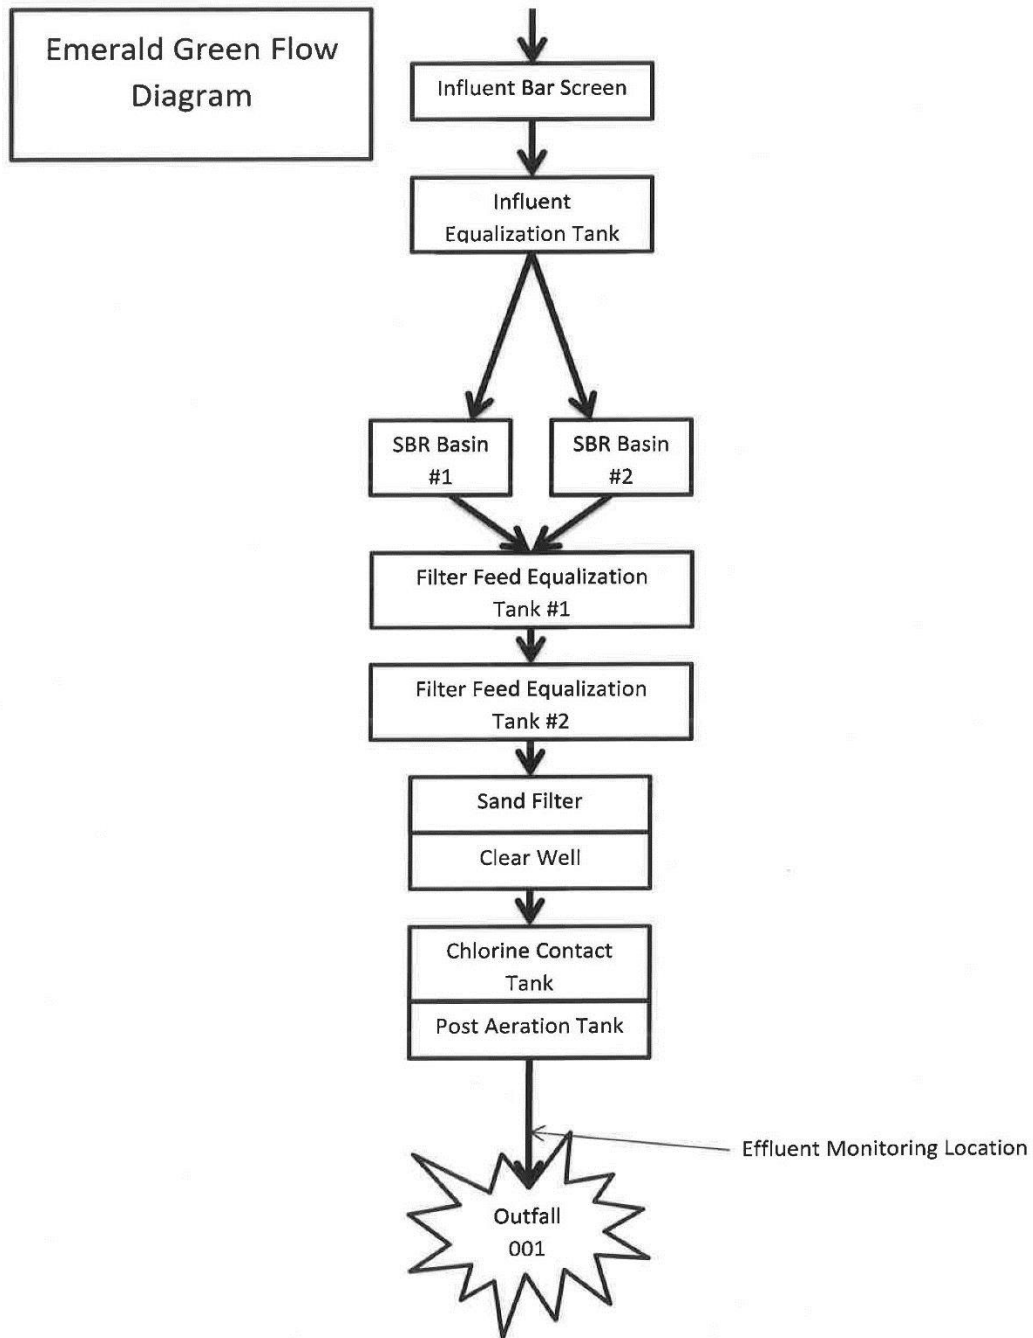 Emerald Green Flow
Diagram
Influent Bar Screen
Influent
Equalization Tank
SBR Basin
#1
SBR Basin
#2
Filter Feed Equalization
Tank #1
Filter Feed Equalization
Tank #2
Sand Filter
Clear Well
Chlorine Contact
Tank
Post Aeration Tank
Effluent Monitoring Location
Outfall
001